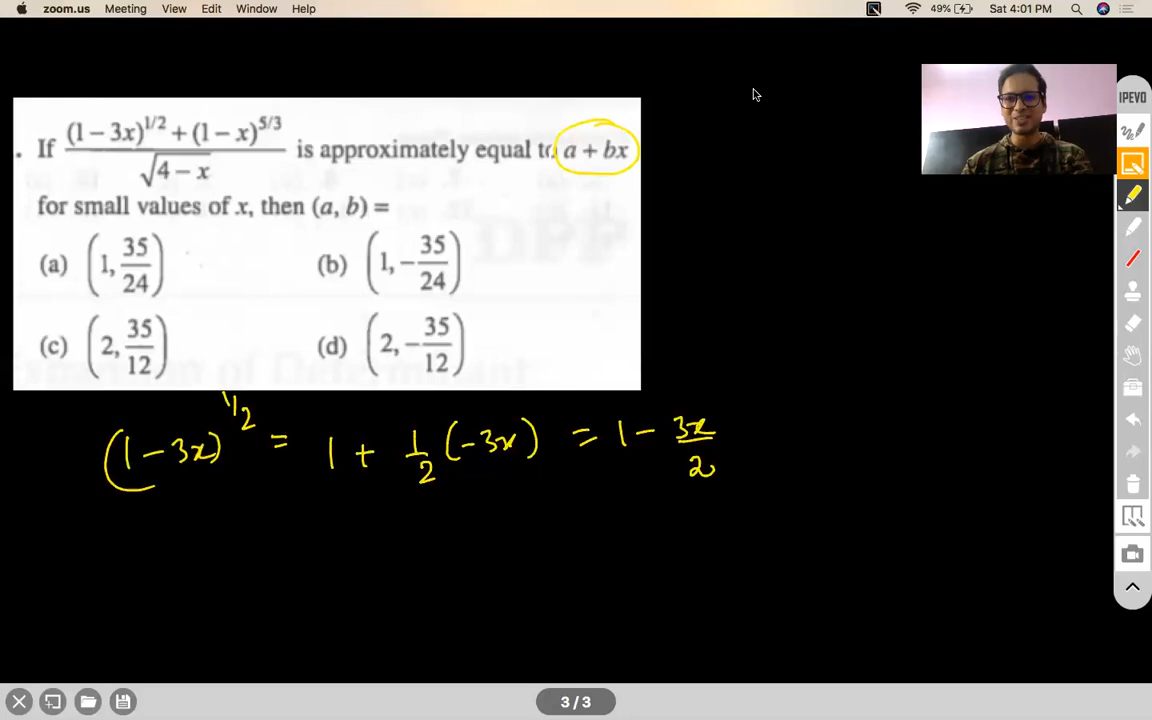 zoom.us Meeting View Edit Window Help 49% Sat 4:01 PM
IPEVO
. If \frac{(1 − 3x)^{1/2} + (1 − x)^{5/3}}{\sqrt{4 − x}} is approximately equal to a + bx
for small values of x, then (a, b) =
(a) (1, 35/24) (b) (1, −35/24)
(c) (2, 35/12) (d) (2, −35/12)
(1 − 3x)^{1/2} = 1 + 1/2 (−3x) = 1 − 3x/2
3 / 3